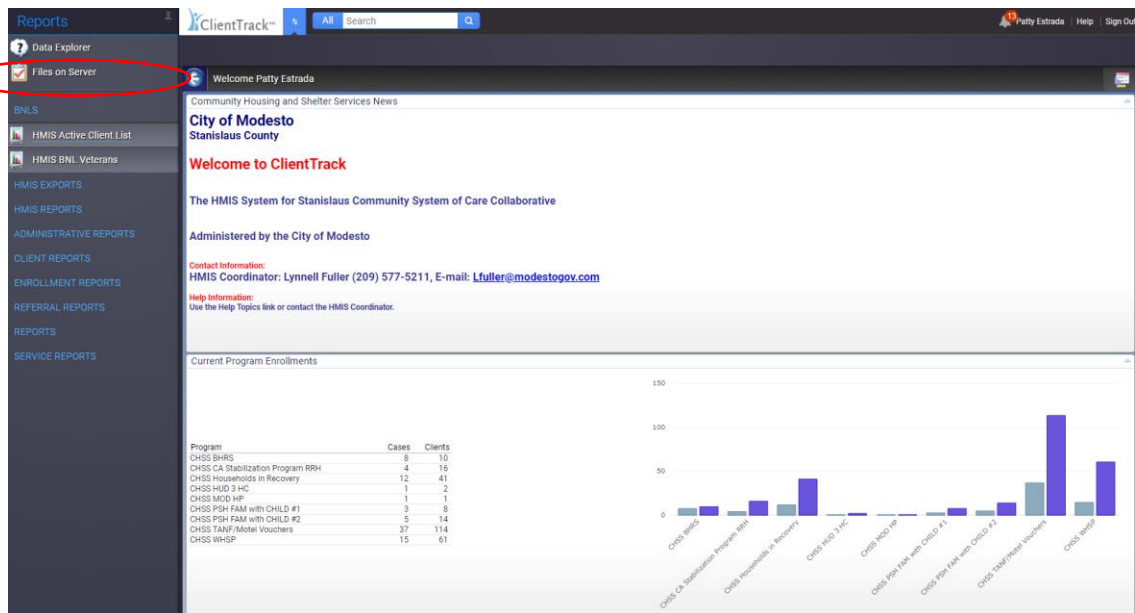 Reports
ClientTrack™
All
Search
13
Patty Estrada
Help
Sign Out
Data Explorer
Files on Server
BNLS
HMIS Active Client List
HMIS BNL Veterans
HMIS EXPORTS
HMIS REPORTS
ADMINISTRATIVE REPORTS
CLIENT REPORTS
ENROLLMENT REPORTS
REFERRAL REPORTS
REPORTS
SERVICE REPORTS
Welcome Patty Estrada
Community Housing and Shelter Services News
City of Modesto
Stanislaus County
Welcome to ClientTrack
The HMIS System for Stanislaus Community System of Care Collaborative
Administered by the City of Modesto
Contact Information:
HMIS Coordinator: Lynnell Fuller (209) 577-5211, E-mail: Lfuller@modestogov.com
Help Information:
Use the Help Topics link or contact the HMIS Coordinator.
Current Program Enrollments
Program Cases Clients
CHSS BHRS 8 10
CHSS CA Stabilization Program RRH 4 16
CHSS Households in Recovery 12 41
CHSS HUD 3 HC 1 2
CHSS MOD HP 1 1
CHSS PSH FAM with CHILD #1 3 8
CHSS PSH FAM with CHILD #2 5 14
CHSS TANF/Motel Vouchers 37 114
CHSS WHSP 15 61
150
100
50
0
CHSS BHRS
CHSS CA Stabilization Program RRH
CHSS Households in Recovery
CHSS HUD 3 HC
CHSS MOD HP
CHSS PSH FAM with CHILD #1
CHSS PSH FAM with CHILD #2
CHSS TANF/Motel Vouchers
CHSS WHSP